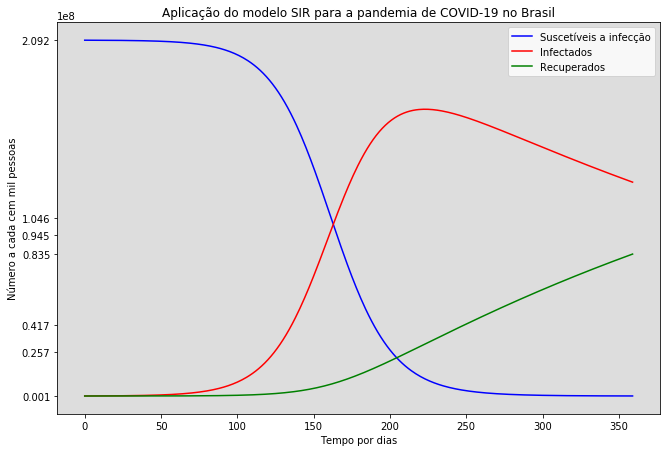 Aplicação do modelo SIR para a pandemia de COVID-19 no Brasil
1e8
Suscetíveis a infecção
Infectados
Recuperados
Número a cada cem mil pessoas
2.092
1.046
0.945
0.835
0.417
0.257
0.001
0 50 100 150 200 250 300 350
Tempo por dias